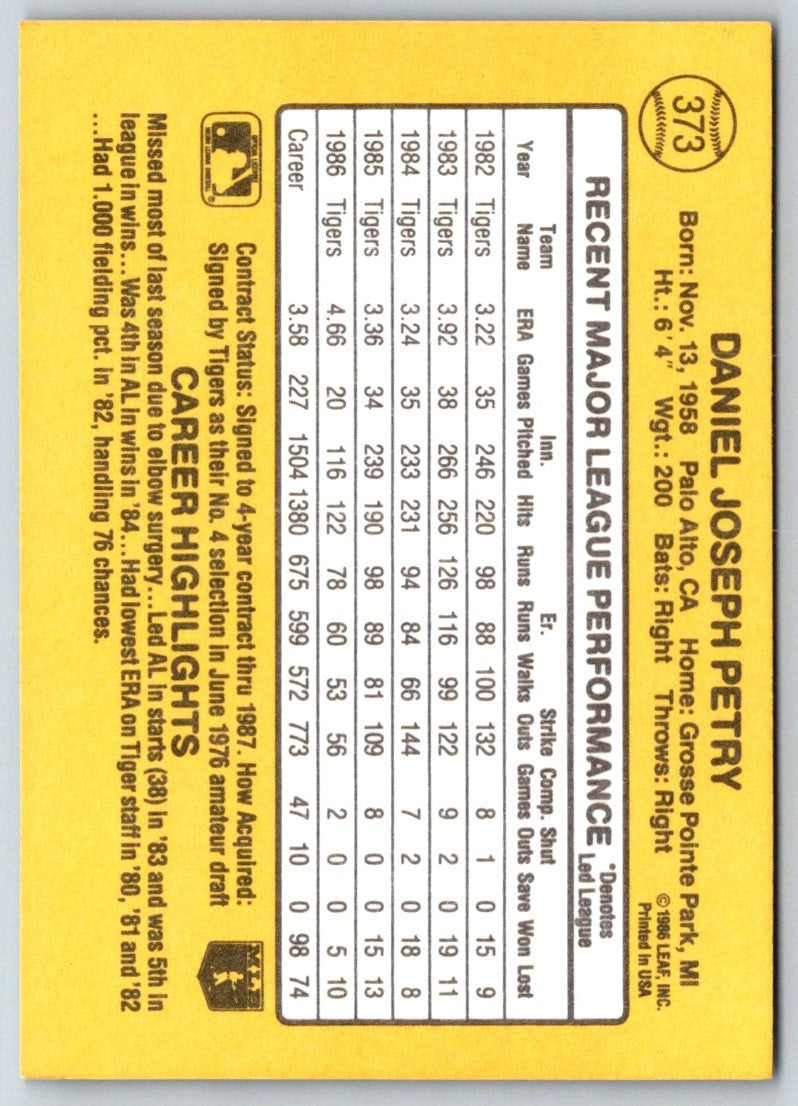 373
DANIEL JOSEPH PETRY
Born: Nov. 13, 1958 Palo Alto, CA Home: Grosse Pointe Park, MI
Ht.: 6'4" Wgt.: 200 Bats: Right Throws: Right
© 1986 LEAF, INC.
Printed in USA
RECENT MAJOR LEAGUE PERFORMANCE
*Denotes
Led League
Team Inn. Er. Strike Comp. Shut
Year Name ERA Games Pitched Hits Runs Runs Walks Outs Games Outs Save Won Lost
1982 Tigers 3.22 35 246 220 98 88 100 132 8 1 0 15 9
1983 Tigers 3.92 38 266 256 126 116 99 122 9 2 0 19 11
1984 Tigers 3.24 35 233 231 94 84 66 144 7 2 0 18 8
1985 Tigers 3.36 34 239 190 98 89 81 109 8 0 0 15 13
1986 Tigers 4.66 20 116 122 78 60 53 56 2 0 0 5 10
Career 3.58 227 1504 1380 675 599 572 773 47 10 0 98 74
Contract Status: Signed to 4-year contract thru 1987. How Acquired:
Signed by Tigers as their No. 4 selection in June 1976 amateur draft
CAREER HIGHLIGHTS
Missed most of last season due to elbow surgery... Led AL in starts (38) in '83 and was 5th in
league in wins... Was 4th in AL in wins in '84... Had lowest ERA on Tiger staff in '80, '81 and '82
...Had 1.000 fielding pct. in '82, handling 76 chances.